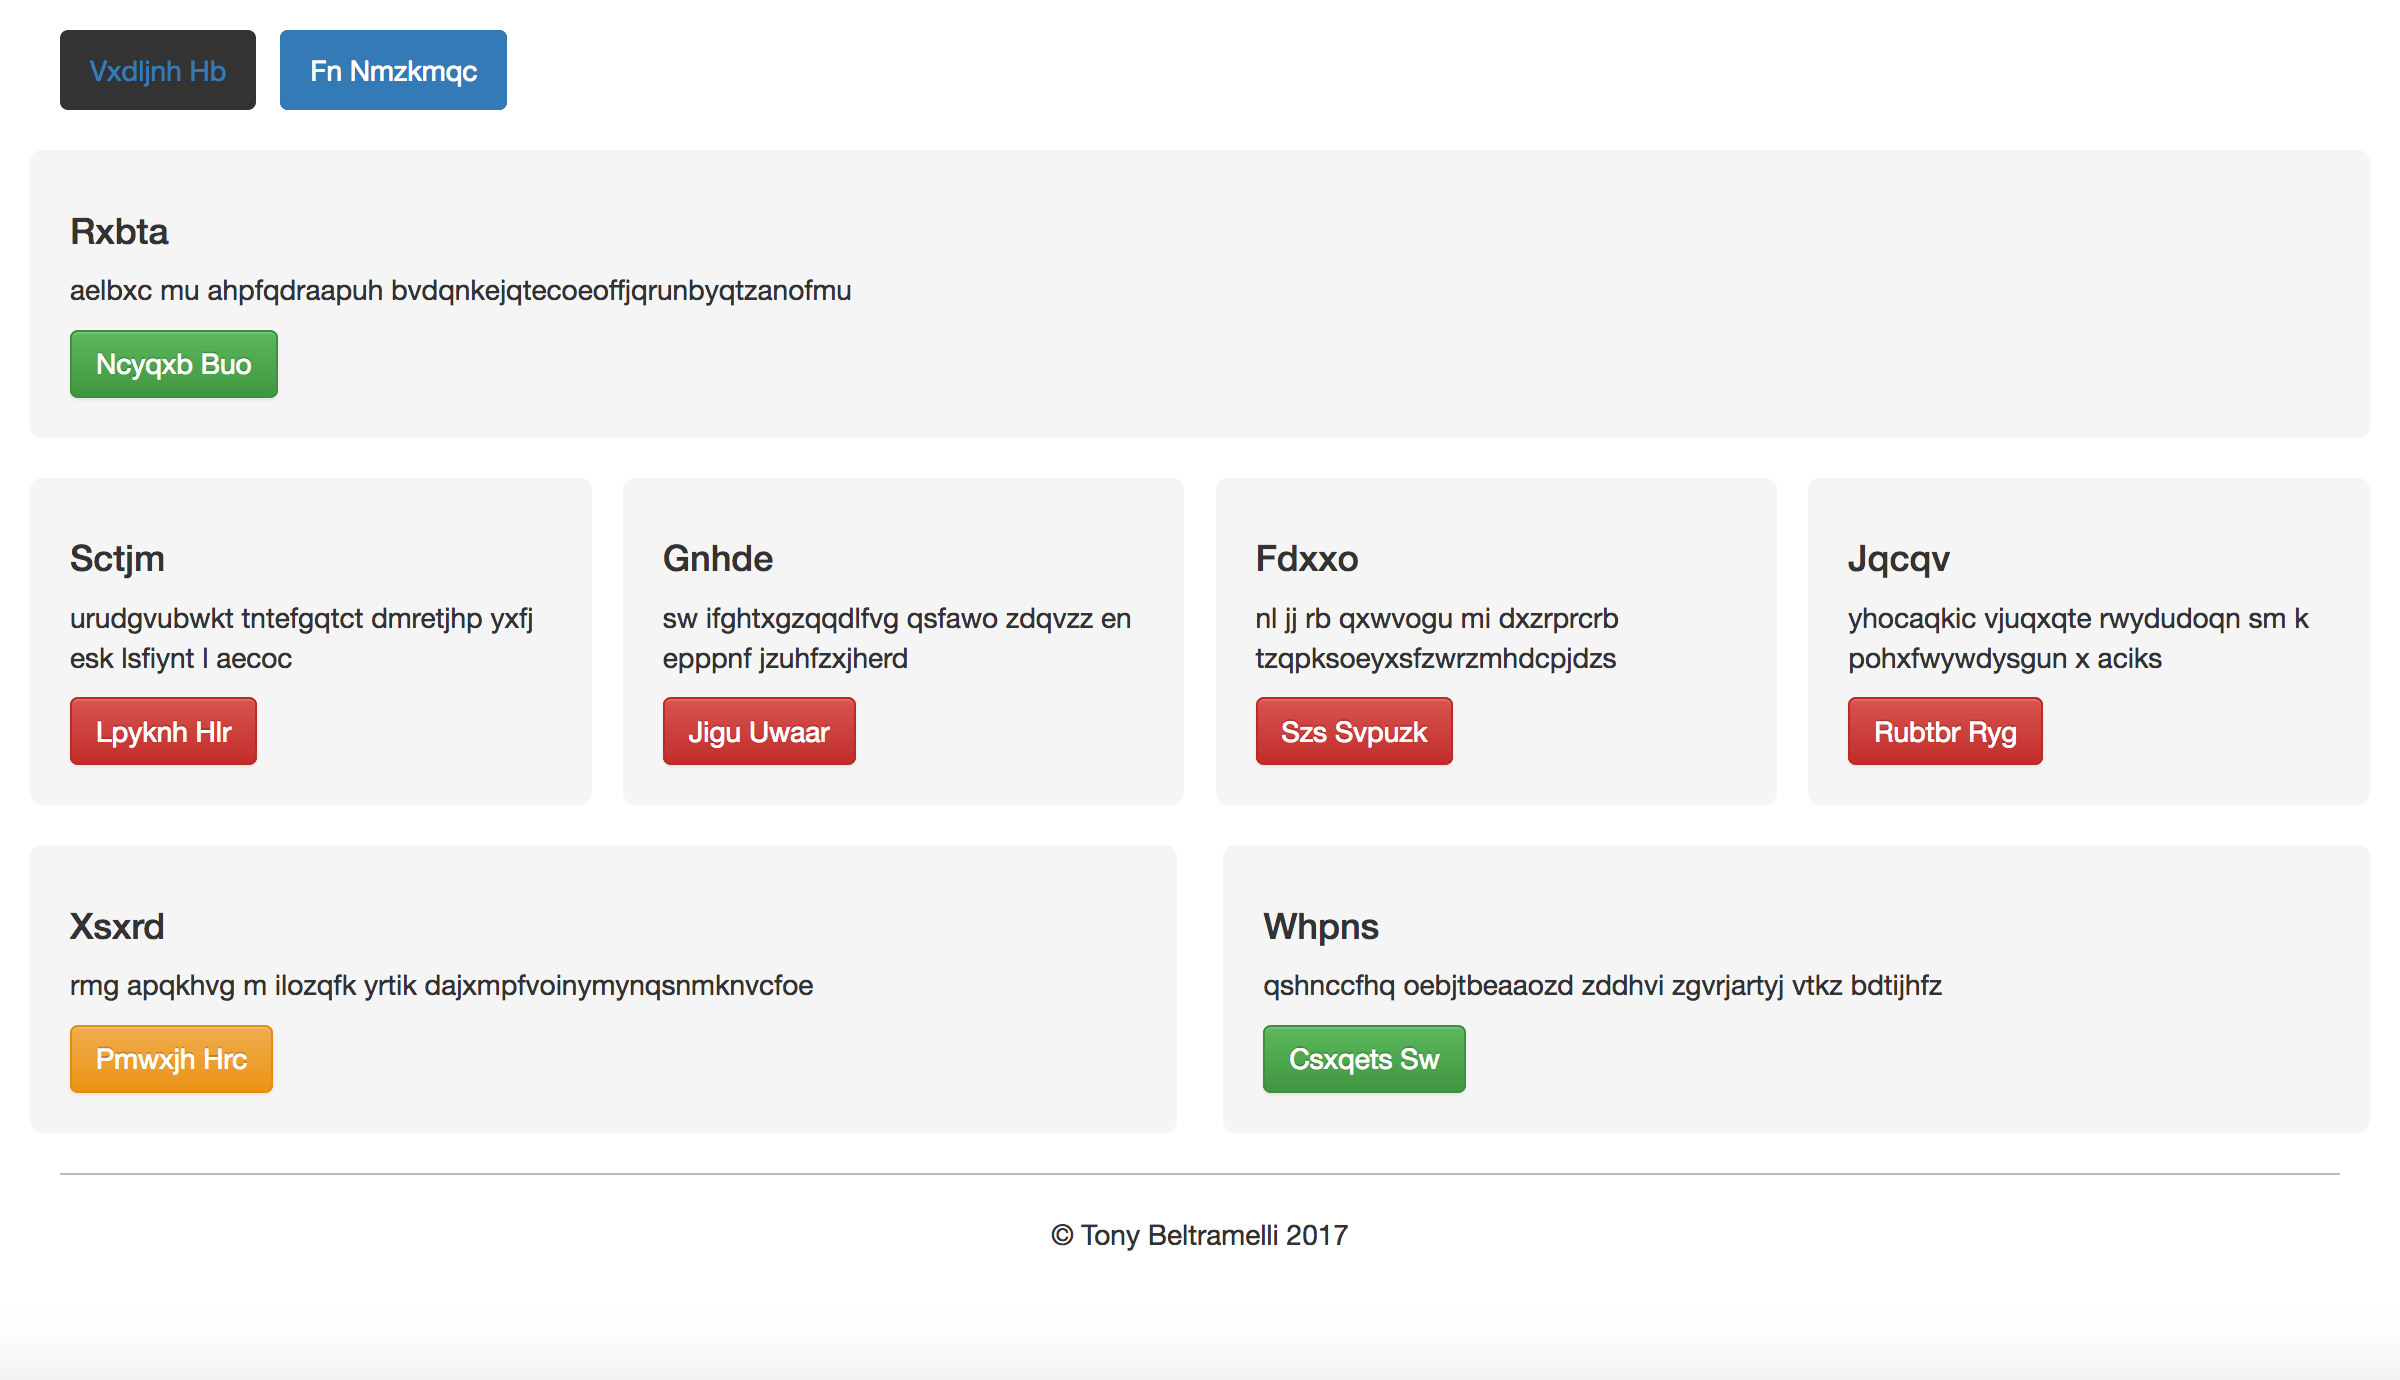 Vxdljnh Hb
Fn Nmzkmqc
Rxbta
aelbxc mu ahpfqdraapuh bvdqnkejqtecoeoffjqrunbyqtzanofmu
Ncyqxb Buo
Sctjm
urudgvubwkt tntefgqtct dmretjhp yxfj
esk lsfiynt l aecoc
Lpyknh Hlr
Gnhde
sw ifghtxgzqqdlfvg qsfawo zdqvzz en
epppnf jzuhfzxjherd
Jigu Uwaar
Fdxxo
nl jj rb qxwvogu mi dxzrprcrb
tzqpksoeyxsfzwrzmhdcpjdzs
Szs Svpuzk
Jqcqv
yhocaqkic vjuqxqte rwydudoqn sm k
pohxfwywdysgun x aciks
Rubtbr Ryg
Xsxrd
rmg apqkhvg m ilozqfk yrtik dajxmpfvoinymynqsnmknvcfoe
Pmwxjh Hrc
Whpns
qshnccfhq oebjtbeaaozd zddhvi zgvrjartyj vtkz bdtijhfz
Csxqets Sw
© Tony Beltramelli 2017